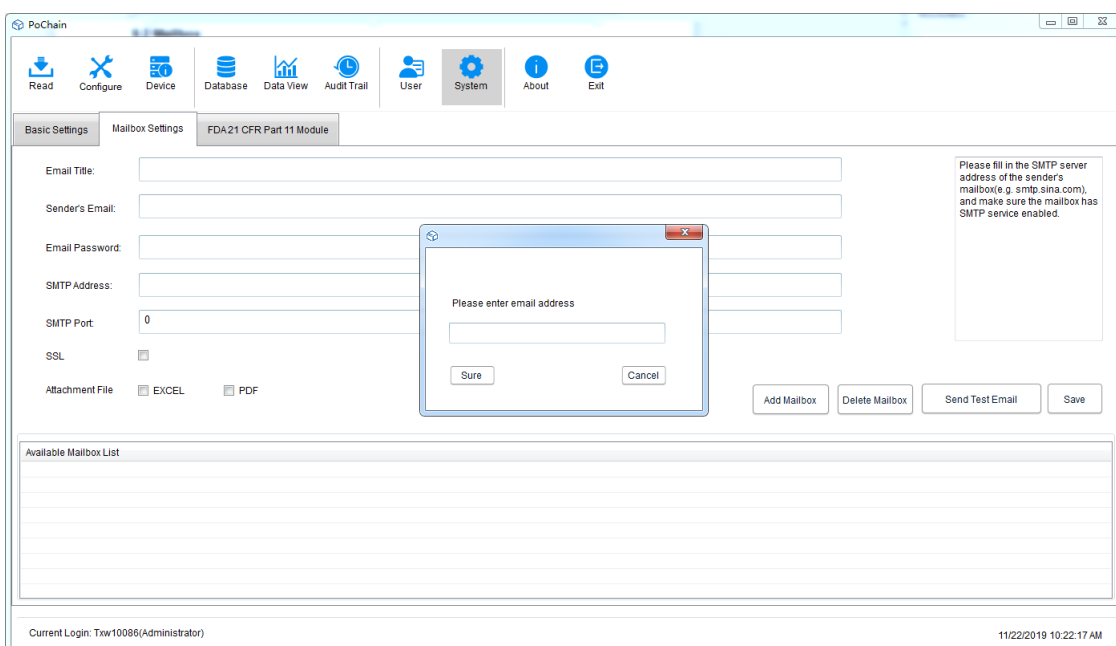 PoChain
Read
Configure
Device
Database
Data View
Audit Trail
User
System
About
Exit
Basic Settings
Mailbox Settings
FDA 21 CFR Part 11 Module
Email Title:
Sender's Email:
Email Password:
SMTP Address:
SMTP Port:
0
SSL
Attachment File
EXCEL
PDF
Please fill in the SMTP server
address of the sender's
mailbox(e.g. smtp.sina.com),
and make sure the mailbox has
SMTP service enabled.
Please enter email address
Sure
Cancel
Add Mailbox
Delete Mailbox
Send Test Email
Save
Available Mailbox List
Current Login: Txw10086(Administrator)
11/22/2019 10:22:17 AM